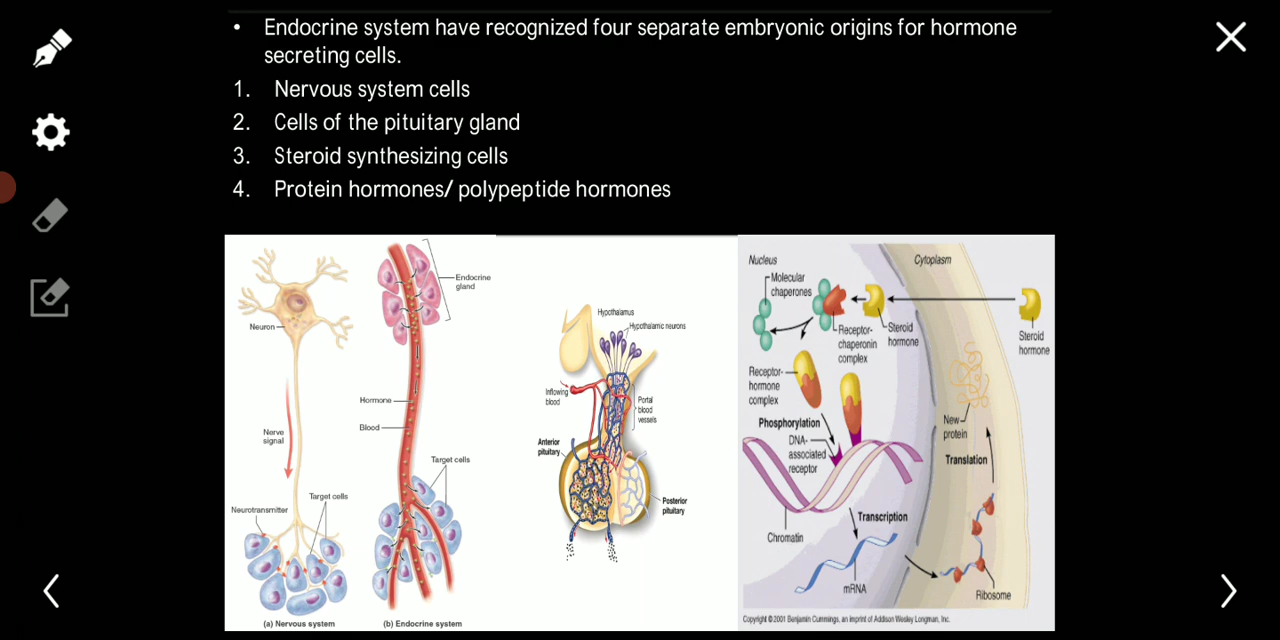 • Endocrine system have recognized four separate embryonic origins for hormone
secreting cells.
1. Nervous system cells
2. Cells of the pituitary gland
3. Steroid synthesizing cells
4. Protein hormones/ polypeptide hormones
Neuron
Nerve
signal
Neurotransmitter
Target cells
(a) Nervous system
Endocrine
gland
Hormone
Blood
Target cells
(b) Endocrine system
Hypothalamus
Hypothalamic neurons
Inflowing
blood
Portal
blood
vessels
Anterior
pituitary
Posterior
pituitary
Nucleus
Cytoplasm
Molecular
chaperones
Receptor-
chaperonin
complex
Steroid
hormone
Steroid
hormone
Receptor-
hormone
complex
Phosphorylation
DNA-
associated
receptor
New
protein
Translation
Chromatin
Transcription
mRNA
Ribosome
Copyright © 2001 Benjamin Cummings, an imprint of Addison Wesley Longman, Inc.